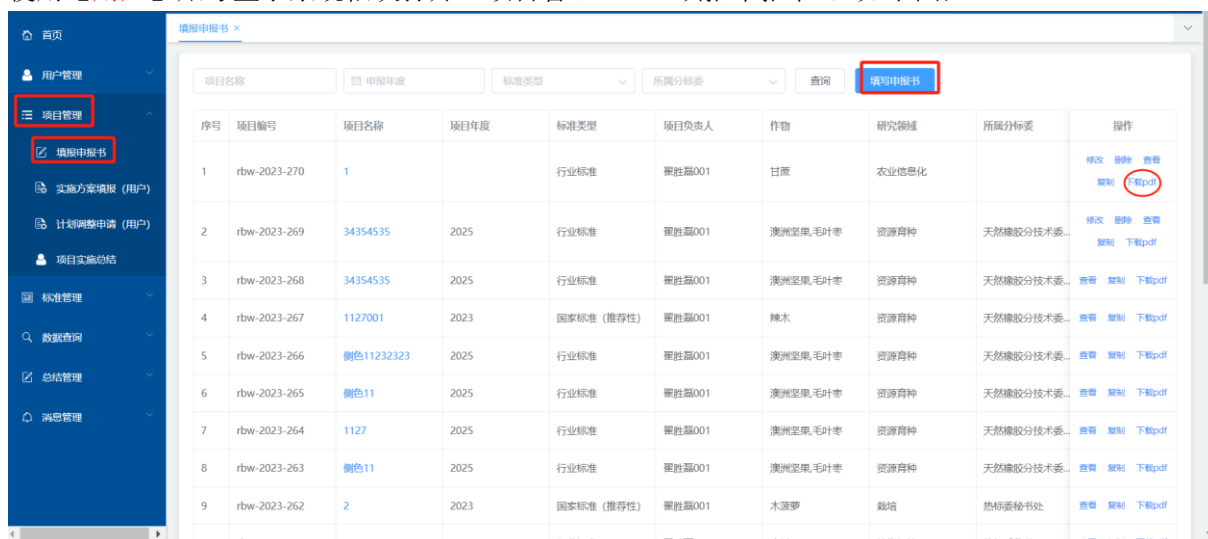 首页
填报申报书 ×
用户管理
项目名称 申报年度 标准类型 所属分标委 查询 填写申报书
项目管理
序号 项目编号 项目名称 项目年度 标准类型 项目负责人 作物 研究领域 所属分标委 操作
填报申报书
实施方案填报 (用户)
计划调整申请 (用户)
项目实施总结
标准管理
数据查询
总结管理
消息管理
1 rbw-2023-270 1 行业标准 翟胜磊001 甘蔗 农业信息化 修改 删除 查看
复制 下载pdf
2 rbw-2023-269 34354535 2025 行业标准 翟胜磊001 澳洲坚果,毛叶枣 资源育种 天然橡胶分技术委... 修改 删除 查看
复制 下载pdf
3 rbw-2023-268 34354535 2025 行业标准 翟胜磊001 澳洲坚果,毛叶枣 资源育种 天然橡胶分技术委... 查看 复制 下载pdf
4 rbw-2023-267 1127001 2023 国家标准 (推荐性) 翟胜磊001 辣木 资源育种 天然橡胶分技术委... 查看 复制 下载pdf
5 rbw-2023-266 侧色11232323 2025 行业标准 翟胜磊001 澳洲坚果,毛叶枣 资源育种 天然橡胶分技术委... 查看 复制 下载pdf
6 rbw-2023-265 侧色11 2025 行业标准 翟胜磊001 澳洲坚果,毛叶枣 资源育种 天然橡胶分技术委... 查看 复制 下载pdf
7 rbw-2023-264 1127 2025 行业标准 翟胜磊001 澳洲坚果,毛叶枣 资源育种 天然橡胶分技术委... 查看 复制 下载pdf
8 rbw-2023-263 侧色11 2025 行业标准 翟胜磊001 澳洲坚果,毛叶枣 资源育种 天然橡胶分技术委... 查看 复制 下载pdf
9 rbw-2023-262 2 2023 国家标准 (推荐性) 翟胜磊001 木菠萝 栽培 热标委秘书处 查看 复制 下载pdf